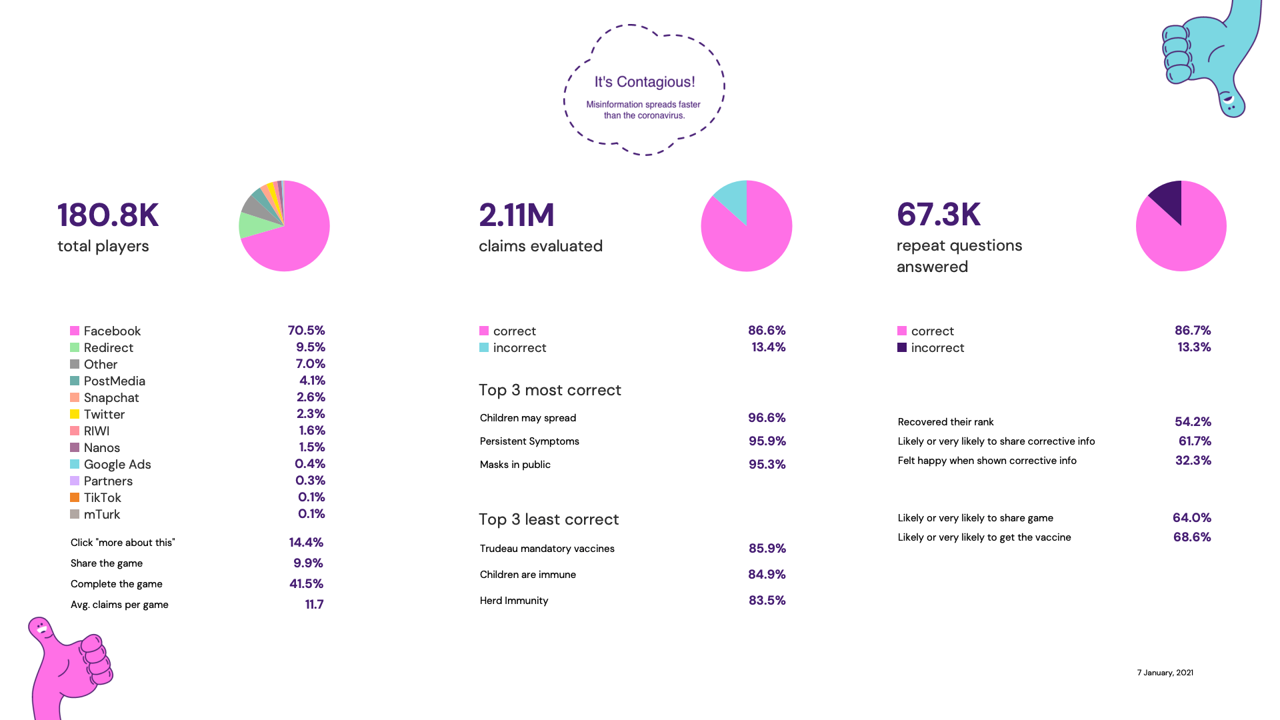 It's Contagious!
Misinformation spreads faster
than the coronavirus.
180.8K
total players
Facebook 70.5%
Redirect 9.5%
Other 7.0%
PostMedia 4.1%
Snapchat 2.6%
Twitter 2.3%
RIWI 1.6%
Nanos 1.5%
Google Ads 0.4%
Partners 0.3%
TikTok 0.1%
mTurk 0.1%
Click "more about this" 14.4%
Share the game 9.9%
Complete the game 41.5%
Avg. claims per game 11.7
2.11M
claims evaluated
correct 86.6%
incorrect 13.4%
Top 3 most correct
Children may spread 96.6%
Persistent Symptoms 95.9%
Masks in public 95.3%
Top 3 least correct
Trudeau mandatory vaccines 85.9%
Children are immune 84.9%
Herd Immunity 83.5%
67.3K
repeat questions
answered
correct 86.7%
incorrect 13.3%
Recovered their rank 54.2%
Likely or very likely to share corrective info 61.7%
Felt happy when shown corrective info 32.3%
Likely or very likely to share game 64.0%
Likely or very likely to get the vaccine 68.6%
7 January, 2021